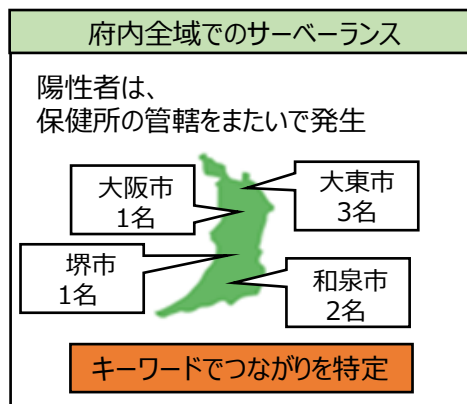 府内全域でのサーベーランス
陽性者は、
保健所の管轄をまたいで発生
大阪市
1名
大東市
3名
堺市
1名
和泉市
2名
キーワードでつながりを特定